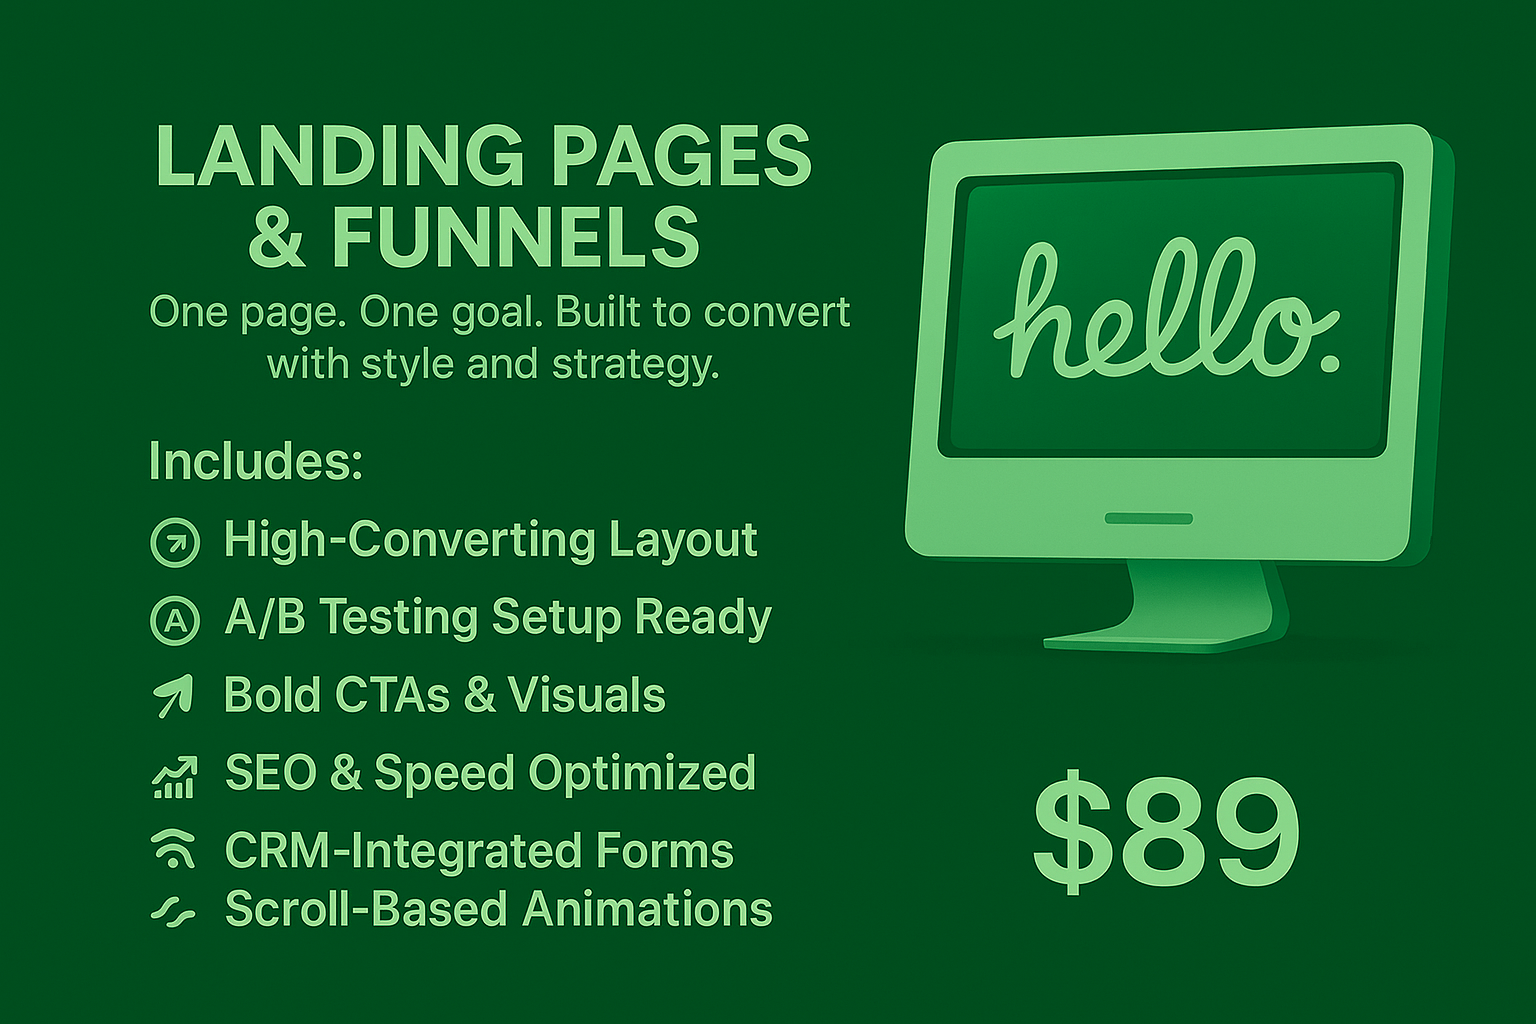 LANDING PAGES
& FUNNELS
One page. One goal. Built to convert
with style and strategy.
Includes:
High-Converting Layout
A
A/B Testing Setup Ready
Bold CTAs & Visuals
SEO & Speed Optimized
CRM-Integrated Forms
Scroll-Based Animations
hello.
$89